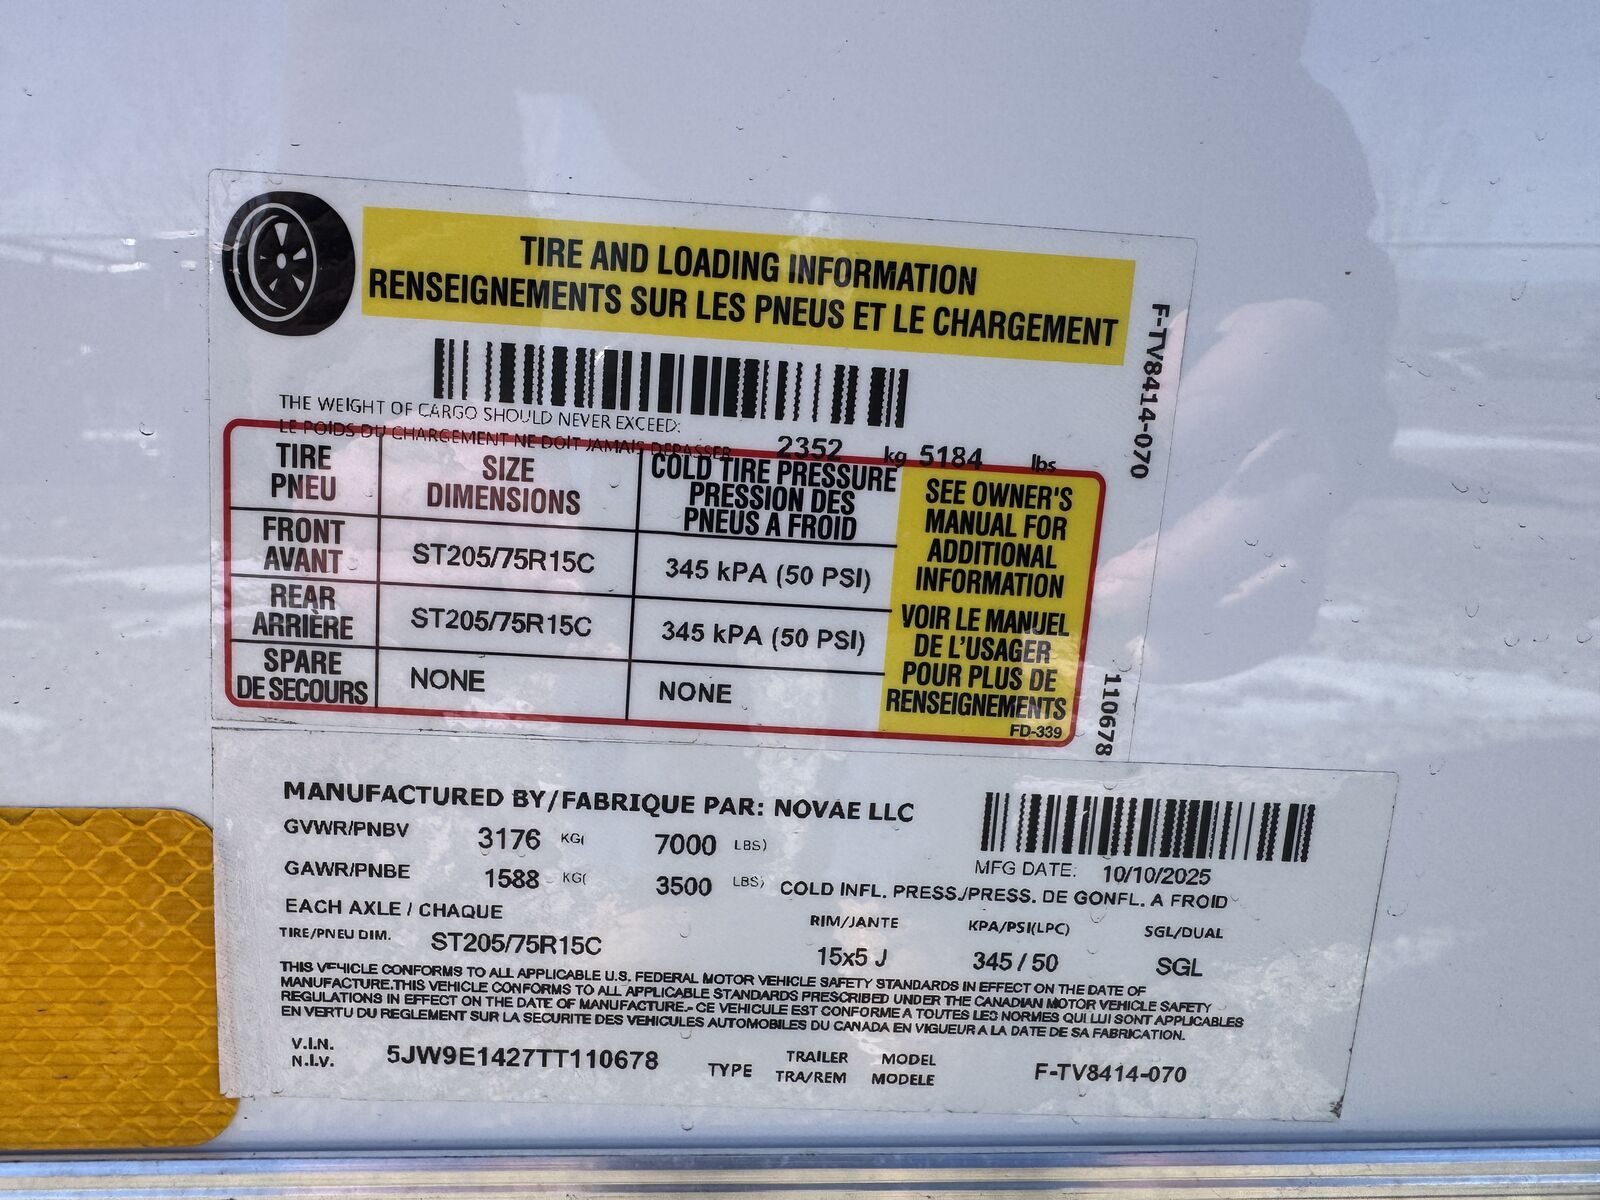 TIRE AND LOADING INFORMATION
RENSEIGNEMENTS SUR LES PNEUS ET LE CHARGEMENT
F-TV8414-070
THE WEIGHT OF CARGO SHOULD NEVER EXCEED:
LE POIDS DU CHARGEMENT NE DOIT JAMAIS DEPASSER 2352 kg 5184 lbs
TIRE
PNEU
SIZE
DIMENSIONS
COLD TIRE PRESSURE
PRESSION DES
PNEUS A FROID
FRONT
AVANT
ST205/75R15C
345 kPA (50 PSI)
REAR
ARRIÈRE
ST205/75R15C
345 kPA (50 PSI)
SPARE
DE SECOURS
NONE
NONE
SEE OWNER'S
MANUAL FOR
ADDITIONAL
INFORMATION
VOIR LE MANUEL
DE L'USAGER
POUR PLUS DE
RENSEIGNEMENTS
FD-339
110678
MANUFACTURED BY/FABRIQUE PAR: NOVAE LLC
GVWR/PNBV 3176 KG( 7000 LBS)
GAWR/PNBE 1588 KG( 3500 LBS)
MFG DATE: 10/10/2025
COLD INFL. PRESS./PRESS. DE GONFL. A FROID
EACH AXLE / CHAQUE
RIM/JANTE KPA/PSI(LPC) SGL/DUAL
TIRE/PNEU DIM. ST205/75R15C 15x5 J 345 / 50 SGL
THIS VEHICLE CONFORMS TO ALL APPLICABLE U.S. FEDERAL MOTOR VEHICLE SAFETY STANDARDS IN EFFECT ON THE DATE OF
MANUFACTURE.THIS VEHICLE CONFORMS TO ALL APPLICABLE STANDARDS PRESCRIBED UNDER THE CANADIAN MOTOR VEHICLE SAFETY
REGULATIONS IN EFFECT ON THE DATE OF MANUFACTURE.- CE VEHICULE EST CONFORME A TOUTES LES NORMES QUI LUI SONT APPLICABLES
EN VERTU DU REGLEMENT SUR LA SECURITE DES VEHICULES AUTOMOBILES DU CANADA EN VIGUEUR A LA DATE DE SA FABRICATION.
V.I.N.
N.I.V.
5JW9E1427TT110678
TYPE
TRAILER
TRA/REM
MODEL
MODELE
F-TV8414-070